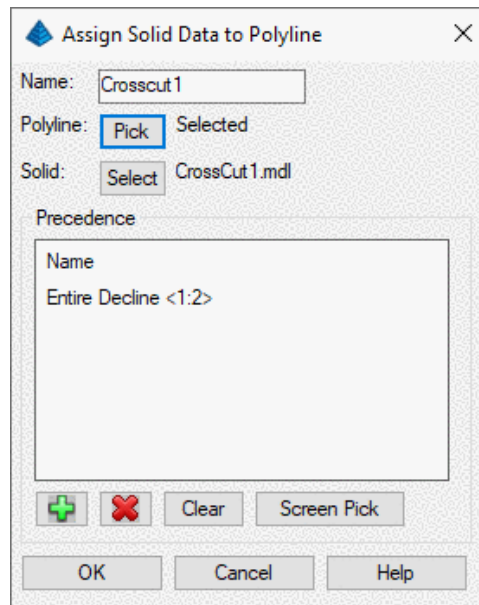 Assign Solid Data to Polyline
Name: Crosscut1
Polyline: Pick Selected
Solid: Select CrossCut1.mdl
Precedence
Name
Entire Decline <1:2>
Clear Screen Pick
OK Cancel Help